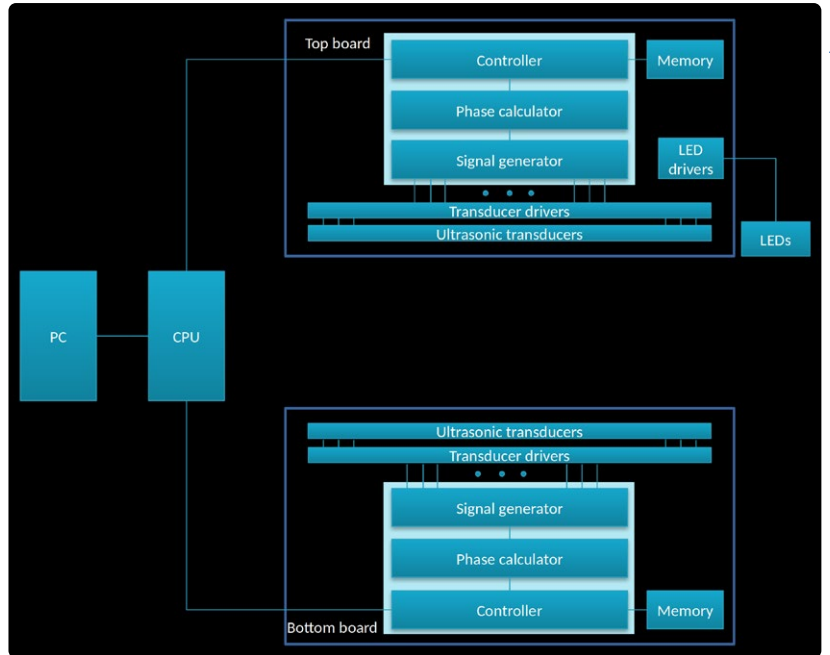 Top board
Controller
Memory
Phase calculator
Signal generator
LED
drivers
Transducer drivers
Ultrasonic transducers
LEDs
PC
CPU
Ultrasonic transducers
Transducer drivers
Signal generator
Phase calculator
Controller
Memory
Bottom board